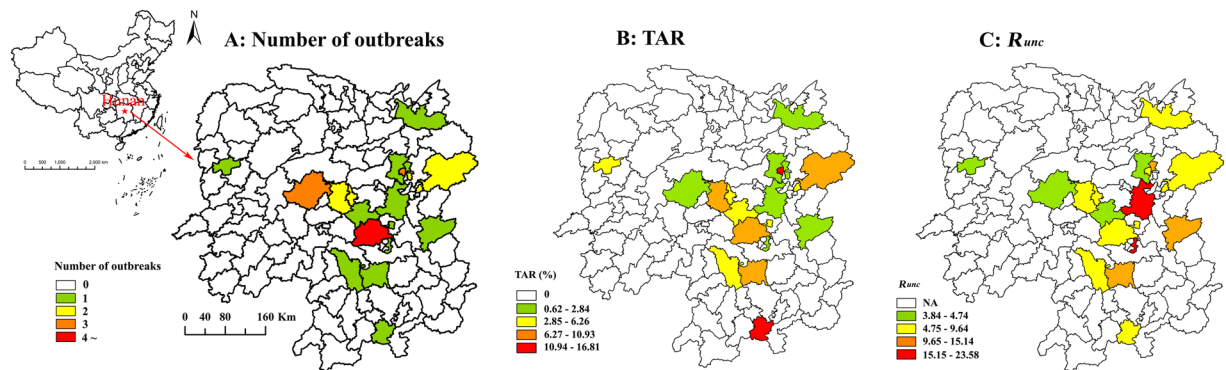 N
A: Number of outbreaks
B: TAR
C: Runc
Hunan
0 500 1,000 2,000 km
Number of outbreaks
0
1
2
3
4 ~
0 40 80 160 Km
TAR (%)
0
0.62 - 2.84
2.85 - 6.26
6.27 - 10.93
10.94 - 16.81
Runc
NA
3.84 - 4.74
4.75 - 9.64
9.65 - 15.14
15.15 - 23.58